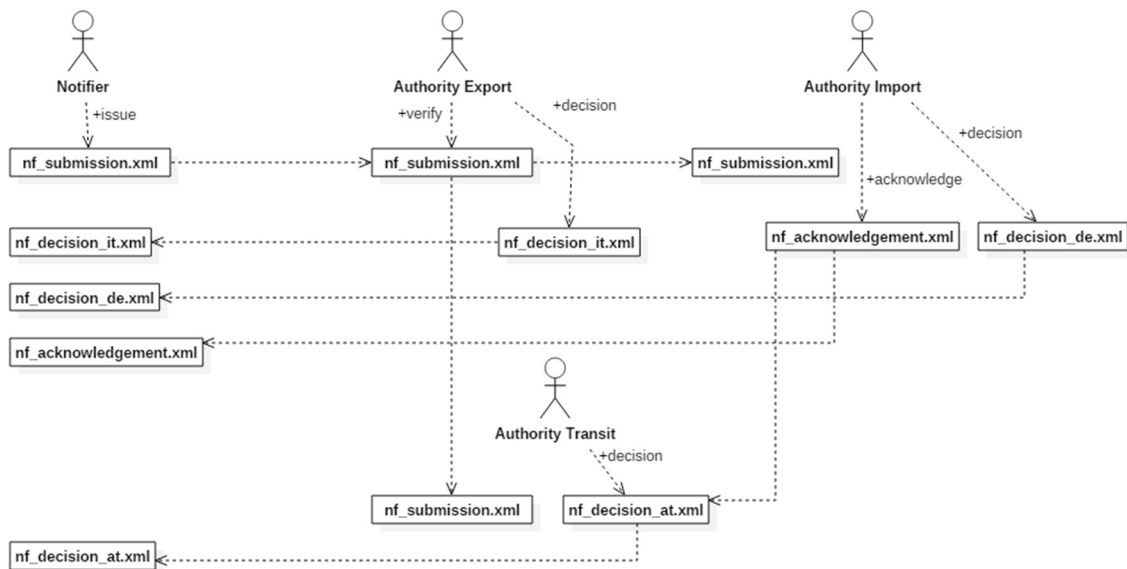 Notifier
Authority Export
Authority Import
+issue
+verify
+decision
+decision
nf_submission.xml
nf_submission.xml
nf_submission.xml
+acknowledge
nf_decision_it.xml
nf_decision_it.xml
nf_acknowledgement.xml
nf_decision_de.xml
nf_decision_de.xml
nf_acknowledgement.xml
Authority Transit
+decision
nf_submission.xml
nf_decision_at.xml
nf_decision_at.xml